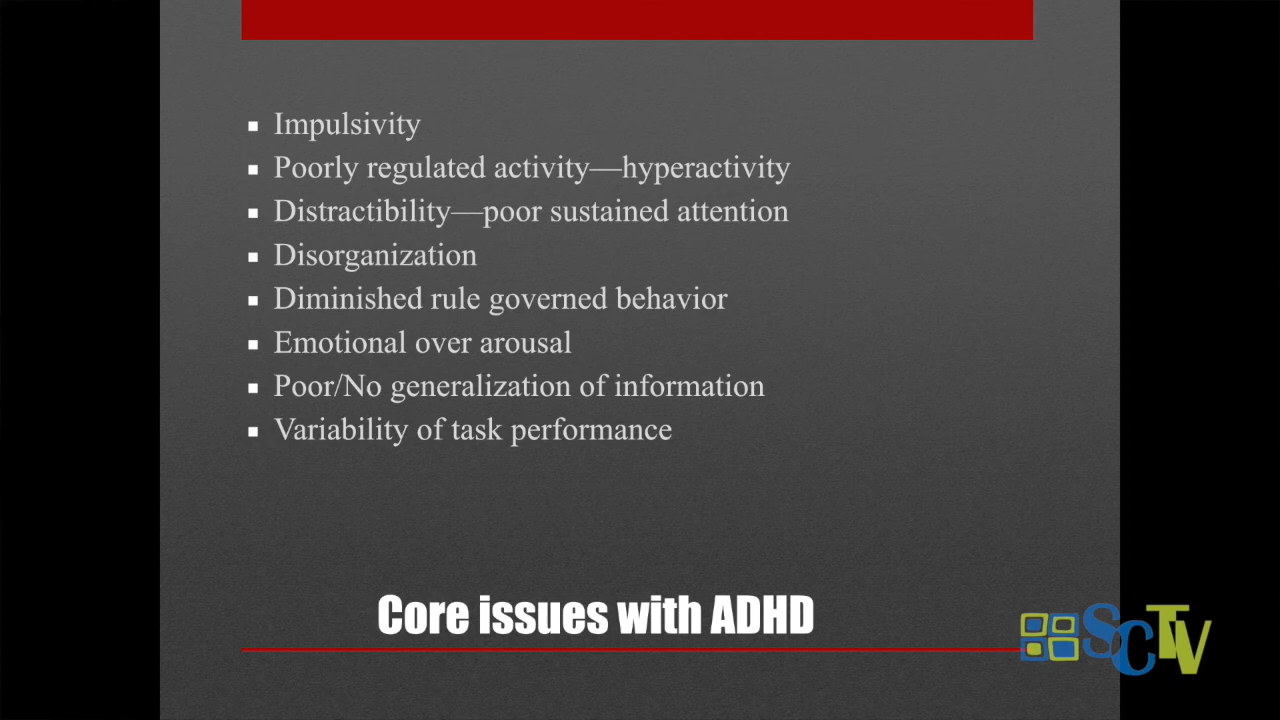 Impulsivity
Poorly regulated activity—hyperactivity
Distractibility—poor sustained attention
Disorganization
Diminished rule governed behavior
Emotional over arousal
Poor/No generalization of information
Variability of task performance
Core issues with ADHD
SCTV